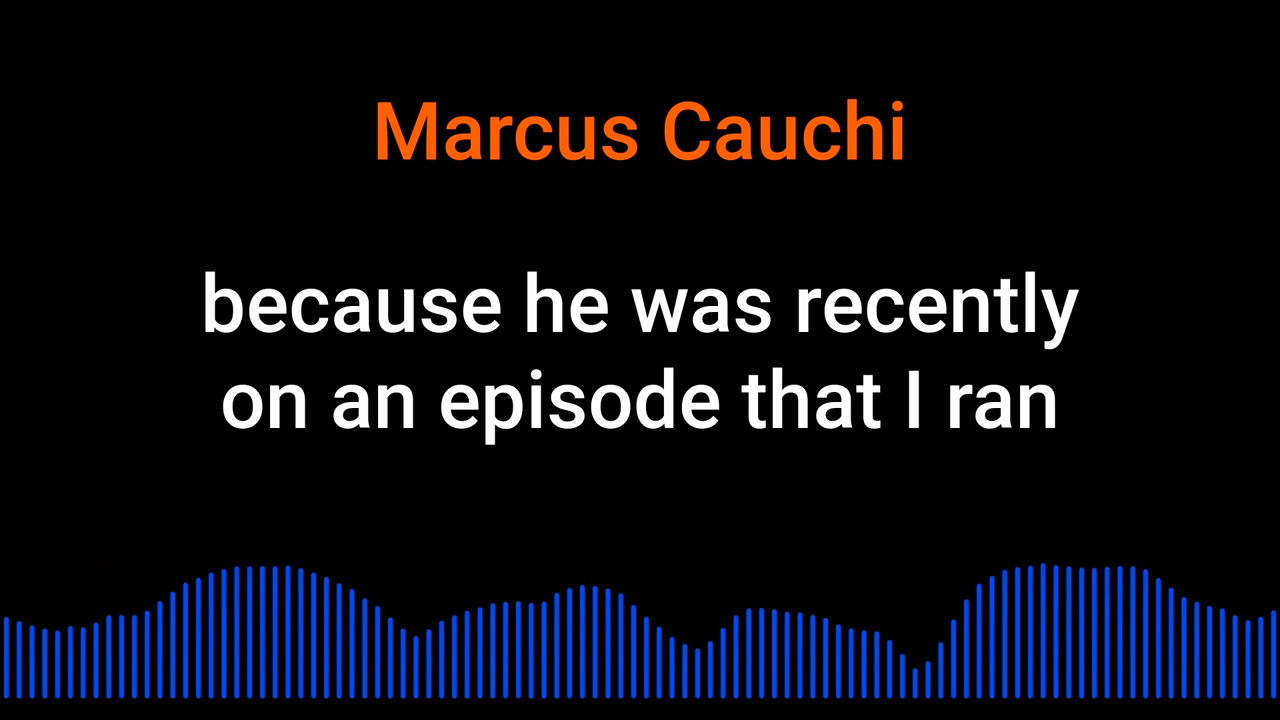 Marcus Cauchi
because he was recently
on an episode that I ran